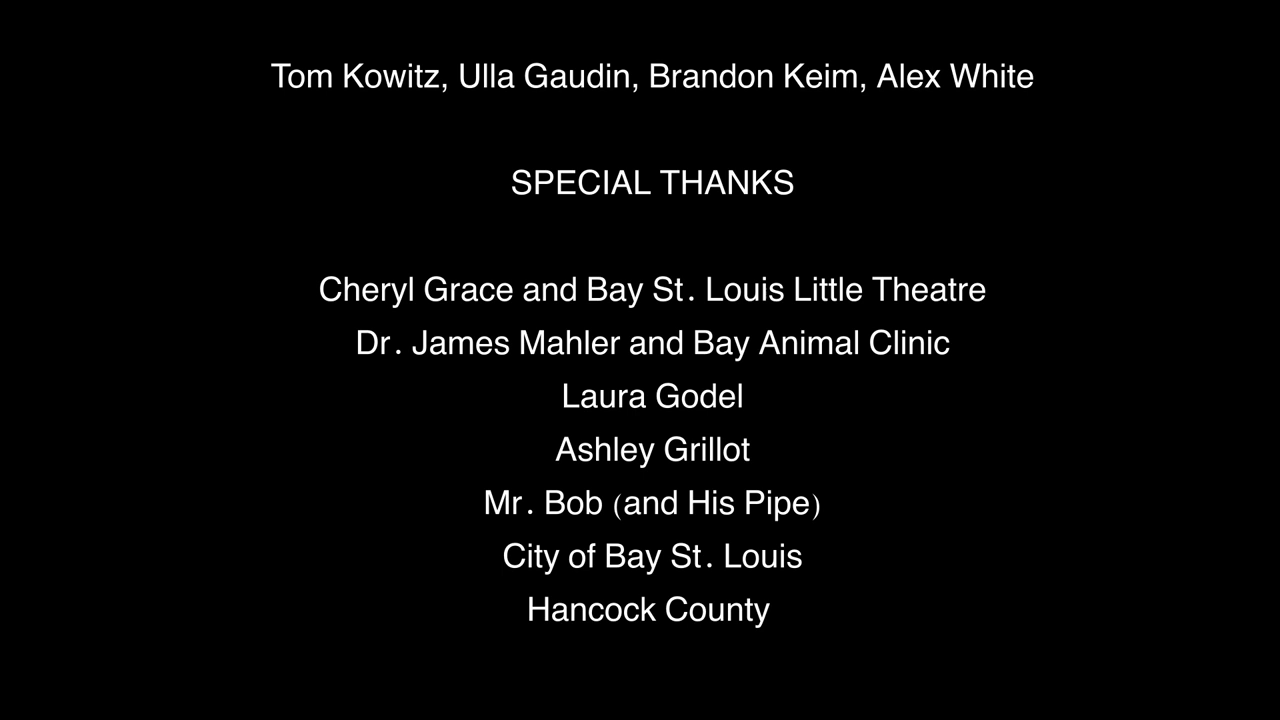 Tom Kowitz, Ulla Gaudin, Brandon Keim, Alex White
SPECIAL THANKS
Cheryl Grace and Bay St. Louis Little Theatre
Dr. James Mahler and Bay Animal Clinic
Laura Godel
Ashley Grillot
Mr. Bob (and His Pipe)
City of Bay St. Louis
Hancock County